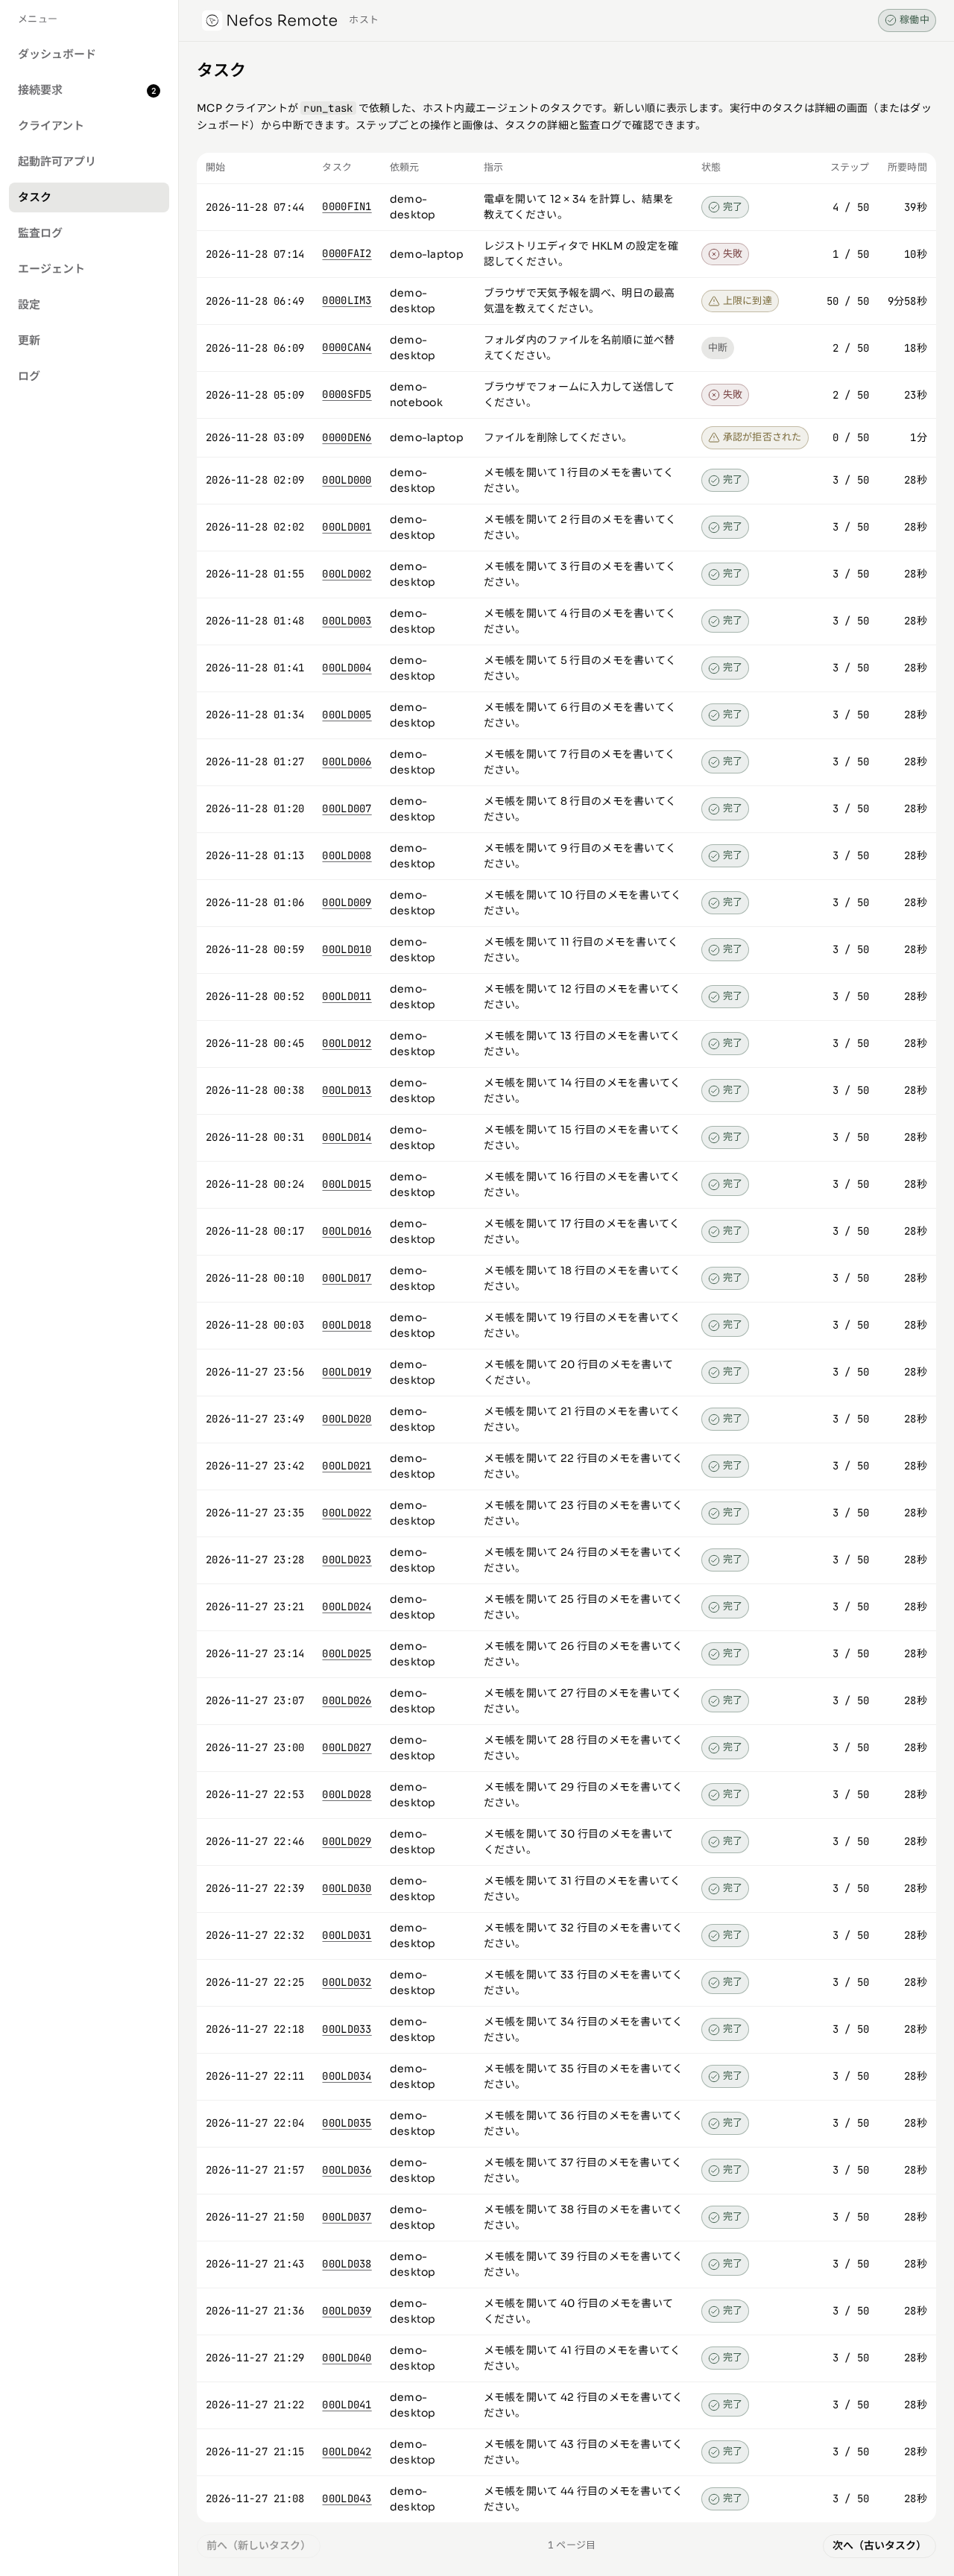 メニュー
ダッシュボード
接続要求 2
クライアント
起動許可アプリ
タスク
監査ログ
エージェント
設定
更新
ログ
Nefos Remote ホスト 稼働中
タスク
MCP クライアントが run_task で依頼した、ホスト内蔵エージェントのタスクです。新しい順に表示します。実行中のタスクは詳細の画面（またはダッ
シュボード）から中断できます。ステップごとの操作と画像は、タスクの詳細と監査ログで確認できます。
開始 タスク 依頼元 指示 状態 ステップ 所要時間
2026-11-28 07:44 0000FIN1 demo-desktop 電卓を開いて 12 × 34 を計算し、結果を教えてください。 完了 4 / 50 39秒
2026-11-28 07:14 0000FAI2 demo-laptop レジストリエディタで HKLM の設定を確認してください。 失敗 1 / 50 10秒
2026-11-28 06:49 0000LIM3 demo-desktop ブラウザで天気予報を調べ、明日の最高気温を教えてください。 上限に到達 50 / 50 9分58秒
2026-11-28 06:09 0000CAN4 demo-desktop フォルダ内のファイルを名前順に並べ替えてください。 中断 2 / 50 18秒
2026-11-28 05:09 0000SFD5 demo-notebook ブラウザでフォームに入力して送信してください。 失敗 2 / 50 23秒
2026-11-28 03:09 0000DEN6 demo-laptop ファイルを削除してください。 承認が拒否された 0 / 50 1分
2026-11-28 02:09 00OLD000 demo-desktop メモ帳を開いて 1 行目のメモを書いてください。 完了 3 / 50 28秒
2026-11-28 02:02 00OLD001 demo-desktop メモ帳を開いて 2 行目のメモを書いてください。 完了 3 / 50 28秒
2026-11-28 01:55 00OLD002 demo-desktop メモ帳を開いて 3 行目のメモを書いてください。 完了 3 / 50 28秒
2026-11-28 01:48 00OLD003 demo-desktop メモ帳を開いて 4 行目のメモを書いてください。 完了 3 / 50 28秒
2026-11-28 01:41 00OLD004 demo-desktop メモ帳を開いて 5 行目のメモを書いてください。 完了 3 / 50 28秒
2026-11-28 01:34 00OLD005 demo-desktop メモ帳を開いて 6 行目のメモを書いてください。 完了 3 / 50 28秒
2026-11-28 01:27 00OLD006 demo-desktop メモ帳を開いて 7 行目のメモを書いてください。 完了 3 / 50 28秒
2026-11-28 01:20 00OLD007 demo-desktop メモ帳を開いて 8 行目のメモを書いてください。 完了 3 / 50 28秒
2026-11-28 01:13 00OLD008 demo-desktop メモ帳を開いて 9 行目のメモを書いてください。 完了 3 / 50 28秒
2026-11-28 01:06 00OLD009 demo-desktop メモ帳を開いて 10 行目のメモを書いてください。 完了 3 / 50 28秒
2026-11-28 00:59 00OLD010 demo-desktop メモ帳を開いて 11 行目のメモを書いてください。 完了 3 / 50 28秒
2026-11-28 00:52 00OLD011 demo-desktop メモ帳を開いて 12 行目のメモを書いてください。 完了 3 / 50 28秒
2026-11-28 00:45 00OLD012 demo-desktop メモ帳を開いて 13 行目のメモを書いてください。 完了 3 / 50 28秒
2026-11-28 00:38 00OLD013 demo-desktop メモ帳を開いて 14 行目のメモを書いてください。 完了 3 / 50 28秒
2026-11-28 00:31 00OLD014 demo-desktop メモ帳を開いて 15 行目のメモを書いてください。 完了 3 / 50 28秒
2026-11-28 00:24 00OLD015 demo-desktop メモ帳を開いて 16 行目のメモを書いてください。 完了 3 / 50 28秒
2026-11-28 00:17 00OLD016 demo-desktop メモ帳を開いて 17 行目のメモを書いてください。 完了 3 / 50 28秒
2026-11-28 00:10 00OLD017 demo-desktop メモ帳を開いて 18 行目のメモを書いてください。 完了 3 / 50 28秒
2026-11-28 00:03 00OLD018 demo-desktop メモ帳を開いて 19 行目のメモを書いてください。 完了 3 / 50 28秒
2026-11-27 23:56 00OLD019 demo-desktop メモ帳を開いて 20 行目のメモを書いてください。 完了 3 / 50 28秒
2026-11-27 23:49 00OLD020 demo-desktop メモ帳を開いて 21 行目のメモを書いてください。 完了 3 / 50 28秒
2026-11-27 23:42 00OLD021 demo-desktop メモ帳を開いて 22 行目のメモを書いてください。 完了 3 / 50 28秒
2026-11-27 23:35 00OLD022 demo-desktop メモ帳を開いて 23 行目のメモを書いてください。 完了 3 / 50 28秒
2026-11-27 23:28 00OLD023 demo-desktop メモ帳を開いて 24 行目のメモを書いてください。 完了 3 / 50 28秒
2026-11-27 23:21 00OLD024 demo-desktop メモ帳を開いて 25 行目のメモを書いてください。 完了 3 / 50 28秒
2026-11-27 23:14 00OLD025 demo-desktop メモ帳を開いて 26 行目のメモを書いてください。 完了 3 / 50 28秒
2026-11-27 23:07 00OLD026 demo-desktop メモ帳を開いて 27 行目のメモを書いてください。 完了 3 / 50 28秒
2026-11-27 23:00 00OLD027 demo-desktop メモ帳を開いて 28 行目のメモを書いてください。 完了 3 / 50 28秒
2026-11-27 22:53 00OLD028 demo-desktop メモ帳を開いて 29 行目のメモを書いてください。 完了 3 / 50 28秒
2026-11-27 22:46 00OLD029 demo-desktop メモ帳を開いて 30 行目のメモを書いてください。 完了 3 / 50 28秒
2026-11-27 22:39 00OLD030 demo-desktop メモ帳を開いて 31 行目のメモを書いてください。 完了 3 / 50 28秒
2026-11-27 22:32 00OLD031 demo-desktop メモ帳を開いて 32 行目のメモを書いてください。 完了 3 / 50 28秒
2026-11-27 22:25 00OLD032 demo-desktop メモ帳を開いて 33 行目のメモを書いてください。 完了 3 / 50 28秒
2026-11-27 22:18 00OLD033 demo-desktop メモ帳を開いて 34 行目のメモを書いてください。 完了 3 / 50 28秒
2026-11-27 22:11 00OLD034 demo-desktop メモ帳を開いて 35 行目のメモを書いてください。 完了 3 / 50 28秒
2026-11-27 22:04 00OLD035 demo-desktop メモ帳を開いて 36 行目のメモを書いてください。 完了 3 / 50 28秒
2026-11-27 21:57 00OLD036 demo-desktop メモ帳を開いて 37 行目のメモを書いてください。 完了 3 / 50 28秒
2026-11-27 21:50 00OLD037 demo-desktop メモ帳を開いて 38 行目のメモを書いてください。 完了 3 / 50 28秒
2026-11-27 21:43 00OLD038 demo-desktop メモ帳を開いて 39 行目のメモを書いてください。 完了 3 / 50 28秒
2026-11-27 21:36 00OLD039 demo-desktop メモ帳を開いて 40 行目のメモを書いてください。 完了 3 / 50 28秒
2026-11-27 21:29 00OLD040 demo-desktop メモ帳を開いて 41 行目のメモを書いてください。 完了 3 / 50 28秒
2026-11-27 21:22 00OLD041 demo-desktop メモ帳を開いて 42 行目のメモを書いてください。 完了 3 / 50 28秒
2026-11-27 21:15 00OLD042 demo-desktop メモ帳を開いて 43 行目のメモを書いてください。 完了 3 / 50 28秒
2026-11-27 21:08 00OLD043 demo-desktop メモ帳を開いて 44 行目のメモを書いてください。 完了 3 / 50 28秒
前へ（新しいタスク） 1 ページ目 次へ（古いタスク）